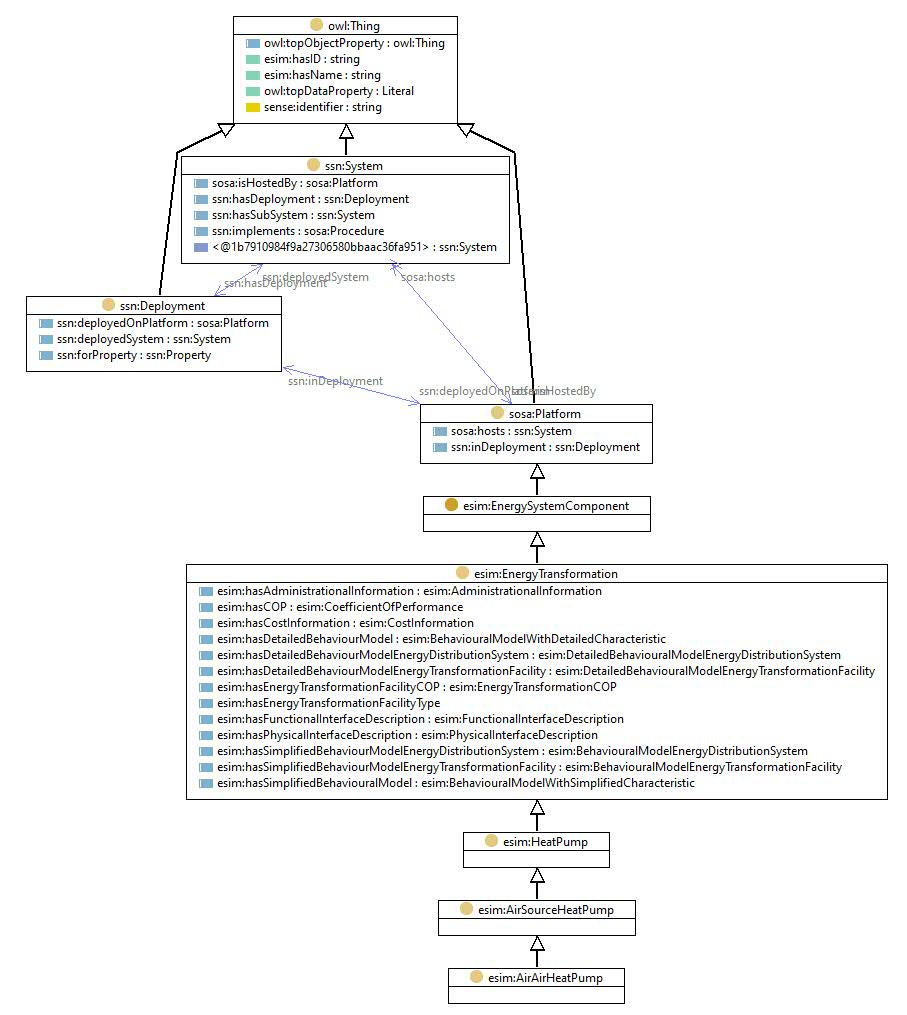 owl:Thing
owl:topObjectProperty : owl:Thing
esim:hasID : string
esim:hasName : string
owl:topDataProperty : Literal
sense:identifier : string
ssn:System
sosa:isHostedBy : sosa:Platform
ssn:hasDeployment : ssn:Deployment
ssn:hasSubSystem : ssn:System
ssn:implements : sosa:Procedure
<@1b7910984f9a27306580bbaac36fa951> : ssn:System
ssn:deployedSystem
sosa:hosts
ssn:hasDeployment
ssn:Deployment
ssn:deployedOnPlatform : sosa:Platform
ssn:deployedSystem : ssn:System
ssn:forProperty : ssn:Property
ssn:inDeployment
ssn:deployedOnPlatform
sosa:isHostedBy
sosa:Platform
sosa:hosts : ssn:System
ssn:inDeployment : ssn:Deployment
esim:EnergySystemComponent
esim:EnergyTransformation
esim:hasAdministrationalInformation : esim:AdministrationalInformation
esim:hasCOP : esim:CoefficientOfPerformance
esim:hasCostInformation : esim:CostInformation
esim:hasDetailedBehaviourModel : esim:BehaviouralModelWithDetailedCharacteristic
esim:hasDetailedBehaviourModelEnergyDistributionSystem : esim:DetailedBehaviouralModelEnergyDistributionSystem
esim:hasDetailedBehaviourModelEnergyTransformationFacility : esim:DetailedBehaviouralModelEnergyTransformationFacility
esim:hasEnergyTransformationFacilityCOP : esim:EnergyTransformationCOP
esim:hasEnergyTransformationFacilityType
esim:hasFunctionalInterfaceDescription : esim:FunctionalInterfaceDescription
esim:hasPhysicalInterfaceDescription : esim:PhysicalInterfaceDescription
esim:hasSimplifiedBehaviourModelEnergyDistributionSystem : esim:BehaviouralModelEnergyDistributionSystem
esim:hasSimplifiedBehaviourModelEnergyTransformationFacility : esim:BehaviouralModelEnergyTransformationFacility
esim:hasSimplifiedBehaviouralModel : esim:BehaviouralModelWithSimplifiedCharacteristic
esim:HeatPump
esim:AirSourceHeatPump
esim:AirAirHeatPump